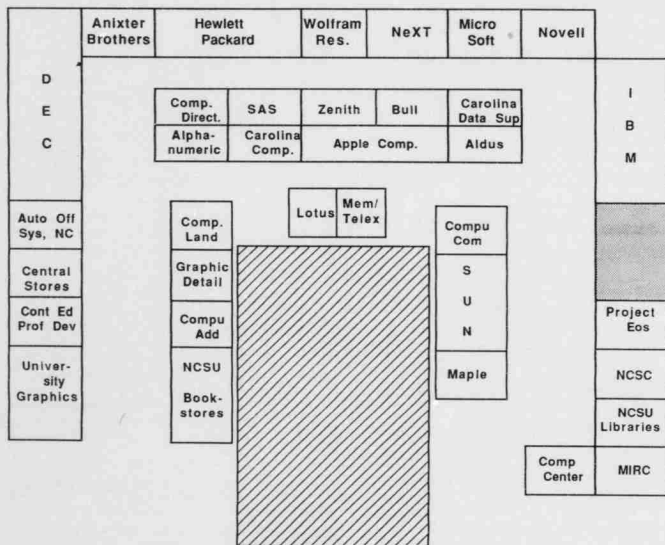 Anixter
Brothers
Hewlett
Packard
Wolfram
Res.
NeXT
Micro
Soft
Novell
D
E
C
I
B
M
Comp.
Direct.
SAS
Zenith
Bull
Carolina
Data Sup
Alpha-
numeric
Carolina
Comp.
Apple Comp.
Aldus
Lotus
Mem/
Telex
Auto Off
Sys, NC
Central
Stores
Cont Ed
Prof Dev
Univer-
sity
Graphics
Comp.
Land
Graphic
Detail
Compu
Add
NCSU
Book-
stores
Compu
Com
S
U
N
Maple
Project
Eos
NCSC
NCSU
Libraries
Comp
Center
MIRC